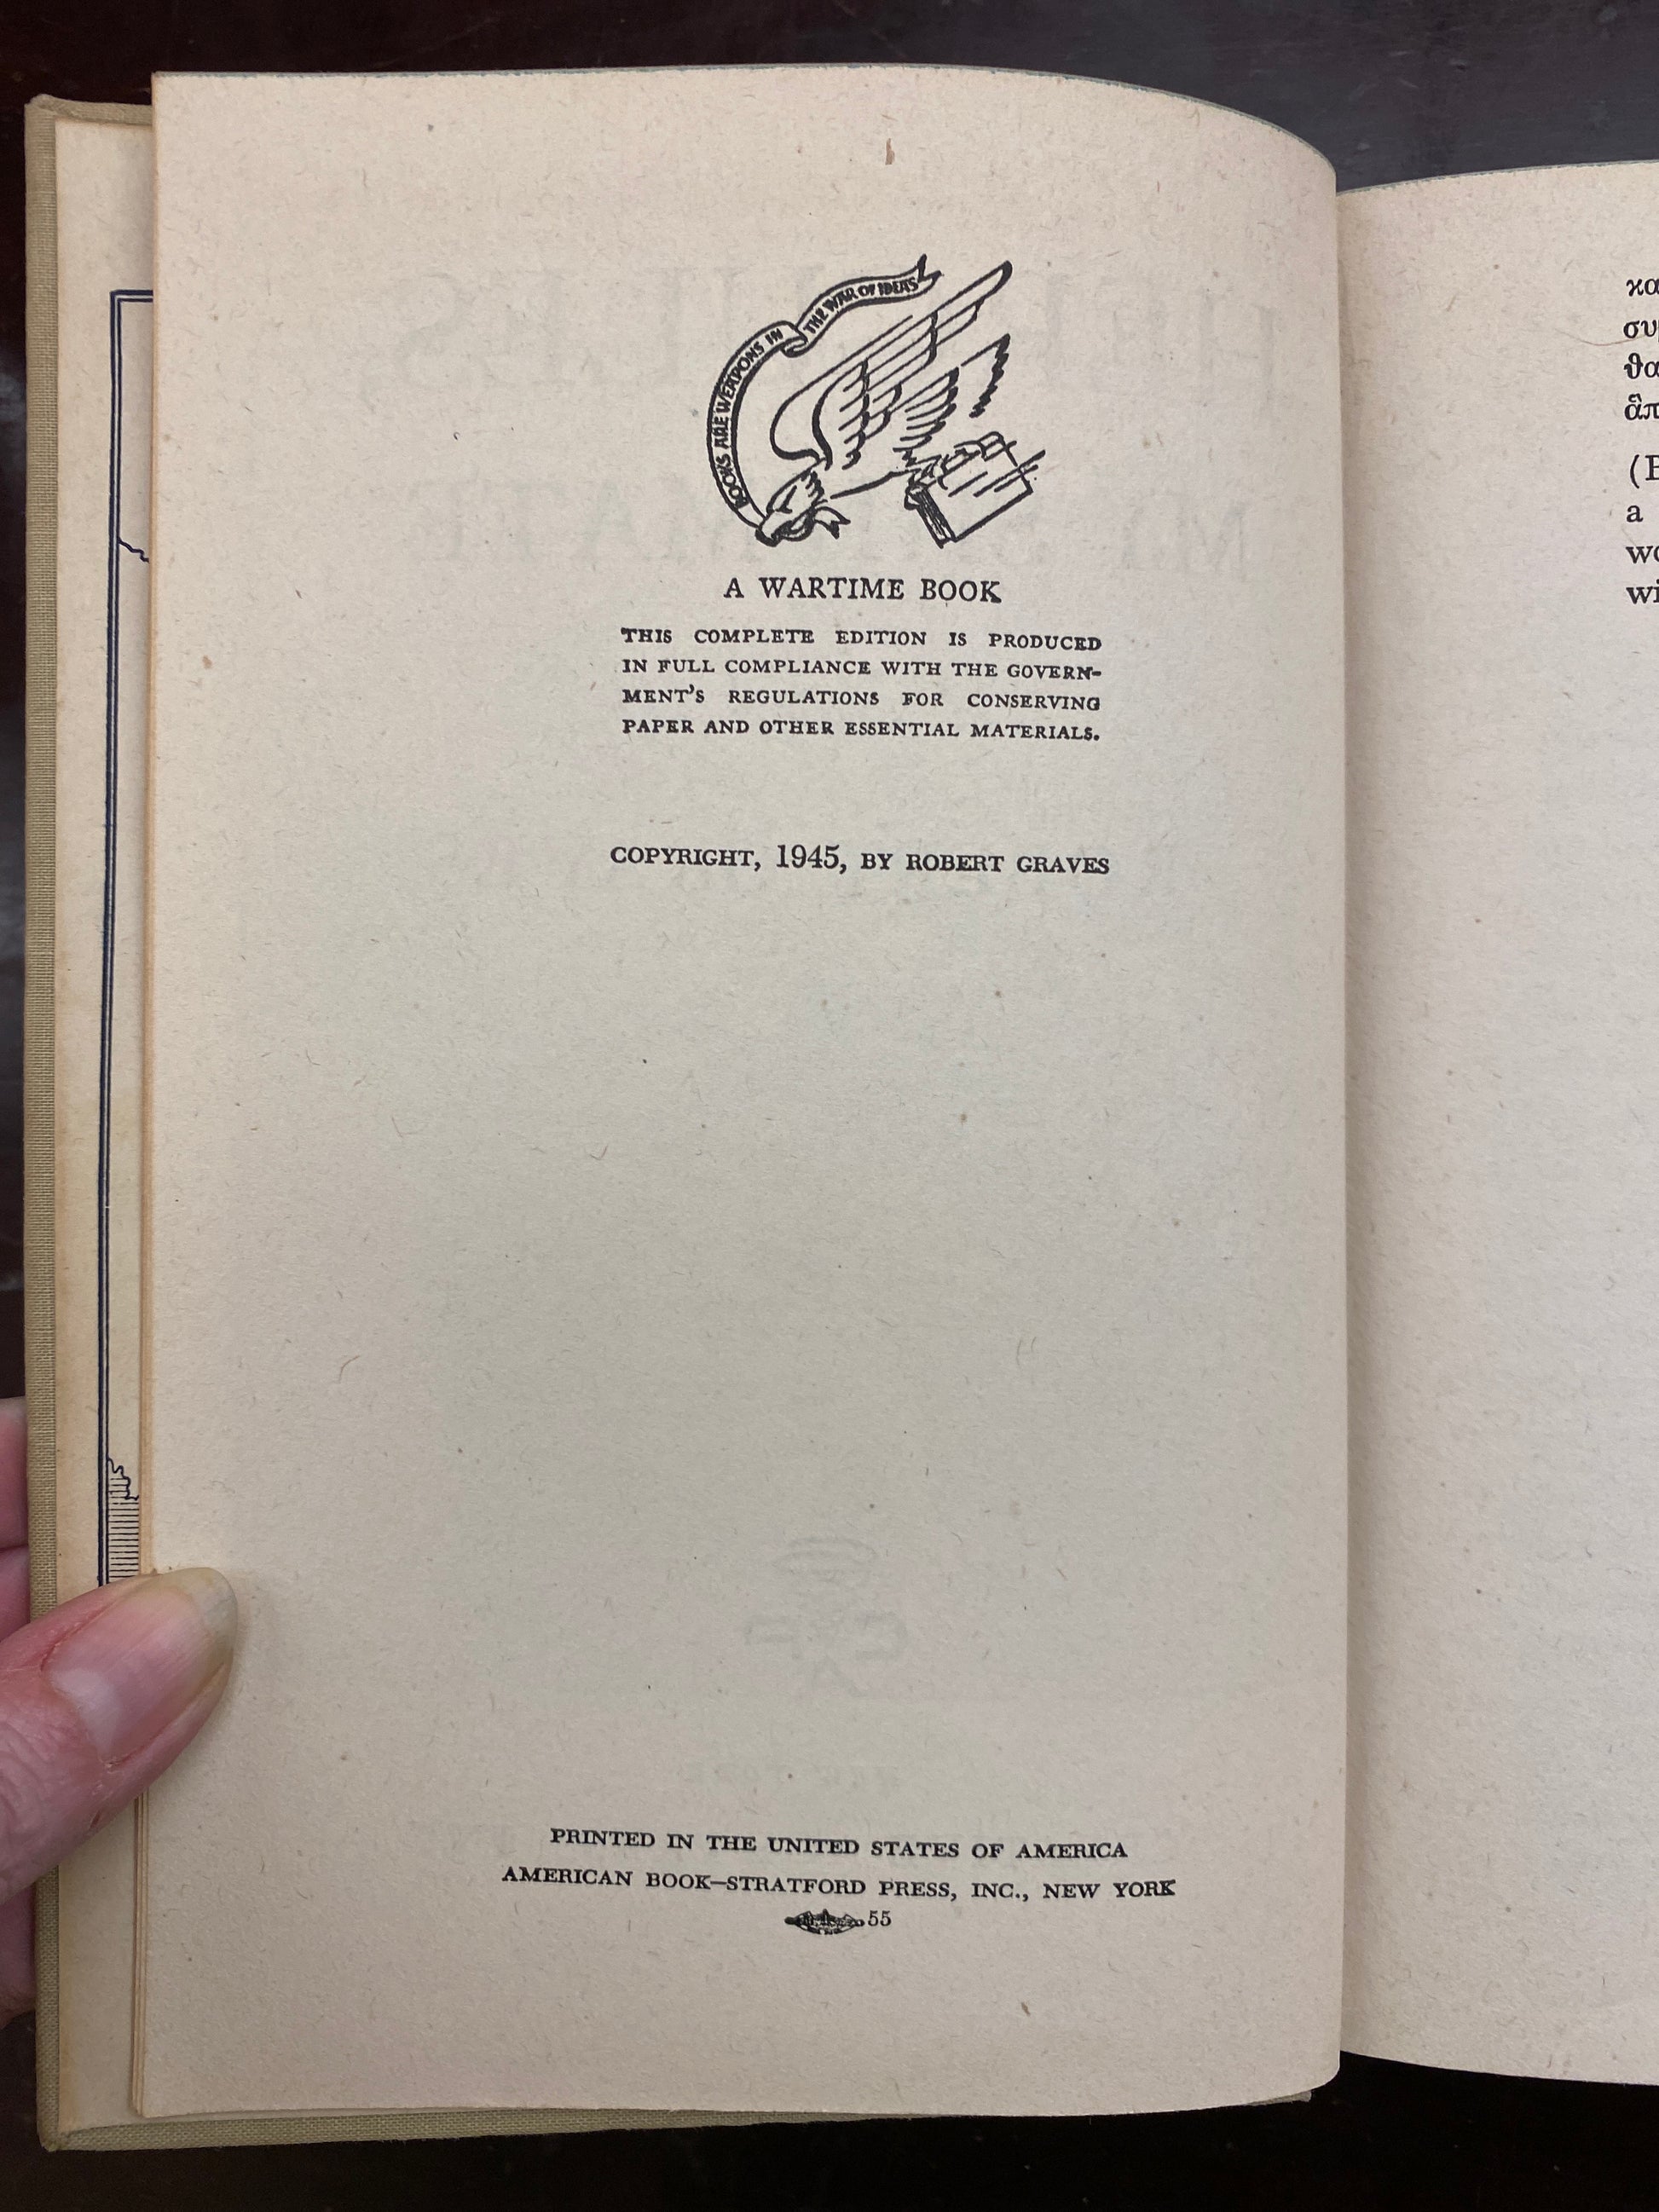 BOOKS ARE WEAPONS IN THE WAR OF IDEAS
A WARTIME BOOK
THIS COMPLETE EDITION IS PRODUCED
IN FULL COMPLIANCE WITH THE GOVERN-
MENT'S REGULATIONS FOR CONSERVING
PAPER AND OTHER ESSENTIAL MATERIALS.
COPYRIGHT, 1945, BY ROBERT GRAVES
PRINTED IN THE UNITED STATES OF AMERICA
AMERICAN BOOK–STRATFORD PRESS, INC., NEW YORK
55
a